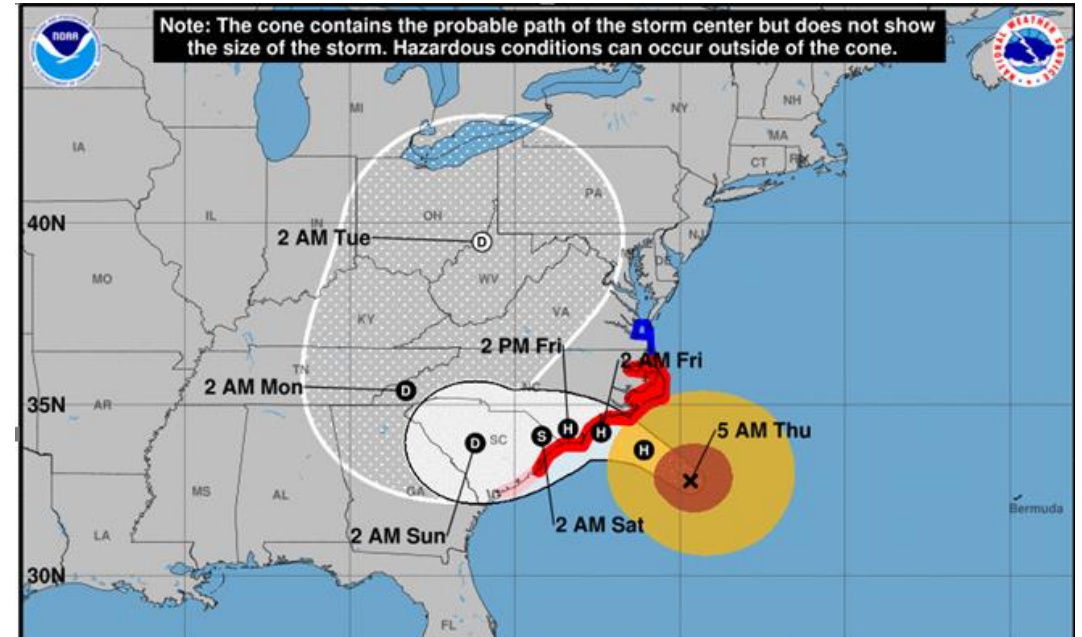 Note: The cone contains the probable path of the storm center but does not show
the size of the storm. Hazardous conditions can occur outside of the cone.
NOAA
NATIONAL WEATHER SERVICE
MI
NY
NH
IA
MA
CT
RI
PA
40N
IL
IN
OH
NJ
2 AM Tue
D
DE
MO
WV
KY
VA
2 PM Fri
2 AM Fri
TN
NC
2 AM Mon
D
35N
AR
H
H
S
D
SC
H
5 AM Thu
MS
AL
GA
Bermuda
2 AM Sun
2 AM Sat
LA
30N
FL